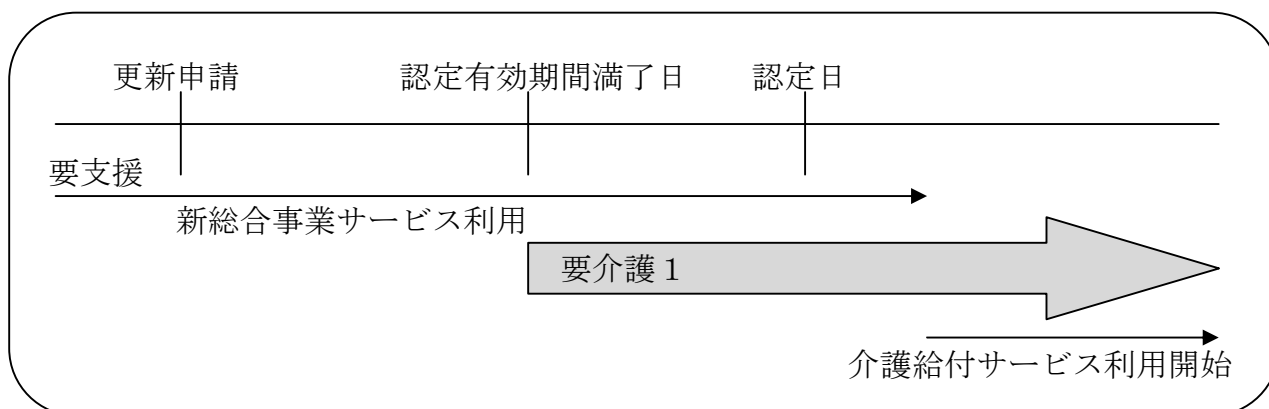 更新申請 認定有効期間満了日 認定日
要支援
新総合事業サービス利用
要介護１
介護給付サービス利用開始